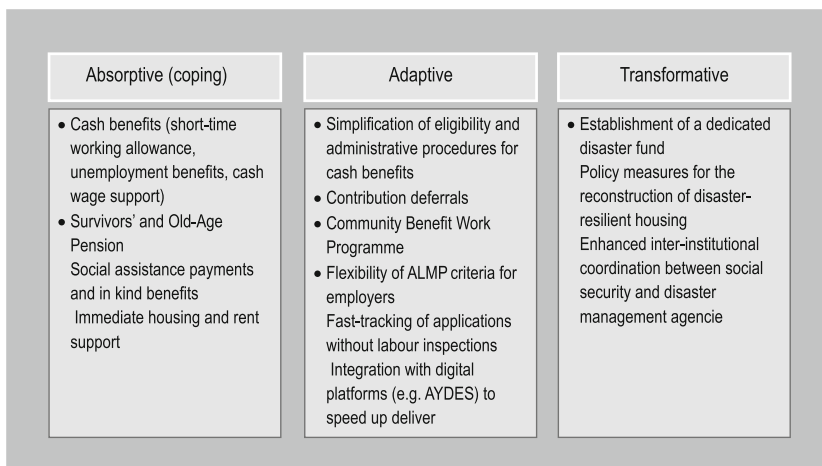 Absorptive (coping)
• Cash benefits (short-time
working allowance,
unemployment benefits, cash
wage support)
• Survivors' and Old-Age
Pension
Social assistance payments
and in kind benefits
Immediate housing and rent
support
Adaptive
• Simplification of eligibility and
administrative procedures for
cash benefits
• Contribution deferrals
• Community Benefit Work
Programme
• Flexibility of ALMP criteria for
employers
Fast-tracking of applications
without labour inspections
Integration with digital
platforms (e.g. AYDES) to
speed up deliver
Transformative
• Establishment of a dedicated
disaster fund
Policy measures for the
reconstruction of disaster-
resilient housing
Enhanced inter-institutional
coordination between social
security and disaster
management agencie